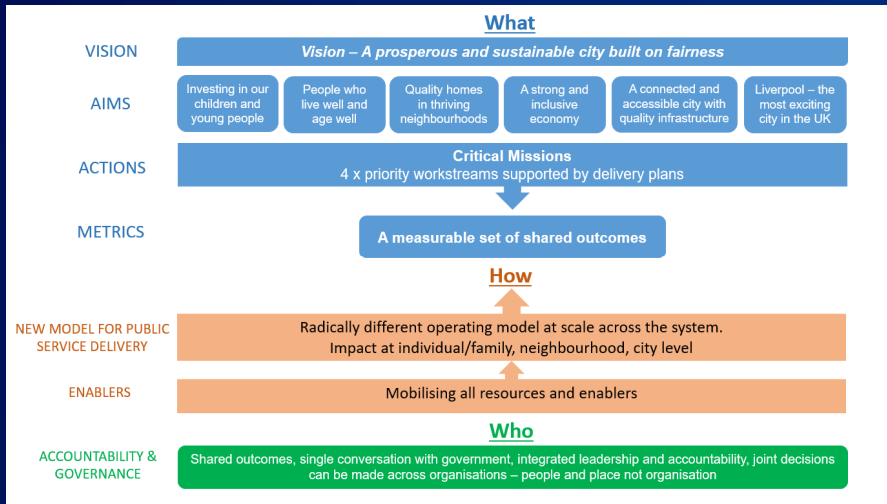 What
VISION
Vision – A prosperous and sustainable city built on fairness
AIMS
Investing in our
children and
young people
People who
live well and
age well
Quality homes
in thriving
neighbourhoods
A strong and
inclusive
economy
A connected and
accessible city with
quality infrastructure
Liverpool – the
most exciting
city in the UK
ACTIONS
Critical Missions
4 x priority workstreams supported by delivery plans
METRICS
A measurable set of shared outcomes
How
NEW MODEL FOR PUBLIC
SERVICE DELIVERY
Radically different operating model at scale across the system.
Impact at individual/family, neighbourhood, city level
ENABLERS
Mobilising all resources and enablers
Who
ACCOUNTABILITY &
GOVERNANCE
Shared outcomes, single conversation with government, integrated leadership and accountability, joint decisions
can be made across organisations – people and place not organisation